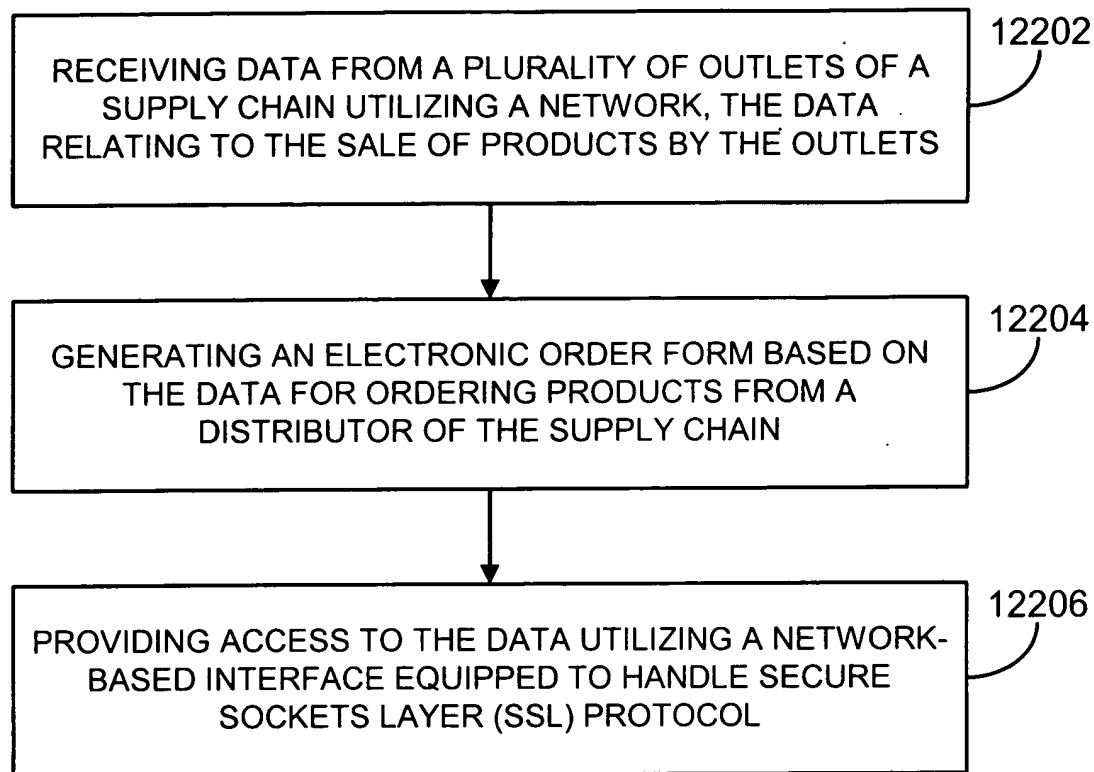 12202
RECEIVING DATA FROM A PLURALITY OF OUTLETS OF A
SUPPLY CHAIN UTILIZING A NETWORK, THE DATA
RELATING TO THE SALE OF PRODUCTS BY THE OUTLETS
12204
GENERATING AN ELECTRONIC ORDER FORM BASED ON
THE DATA FOR ORDERING PRODUCTS FROM A
DISTRIBUTOR OF THE SUPPLY CHAIN
12206
PROVIDING ACCESS TO THE DATA UTILIZING A NETWORK-
BASED INTERFACE EQUIPPED TO HANDLE SECURE
SOCKETS LAYER (SSL) PROTOCOL